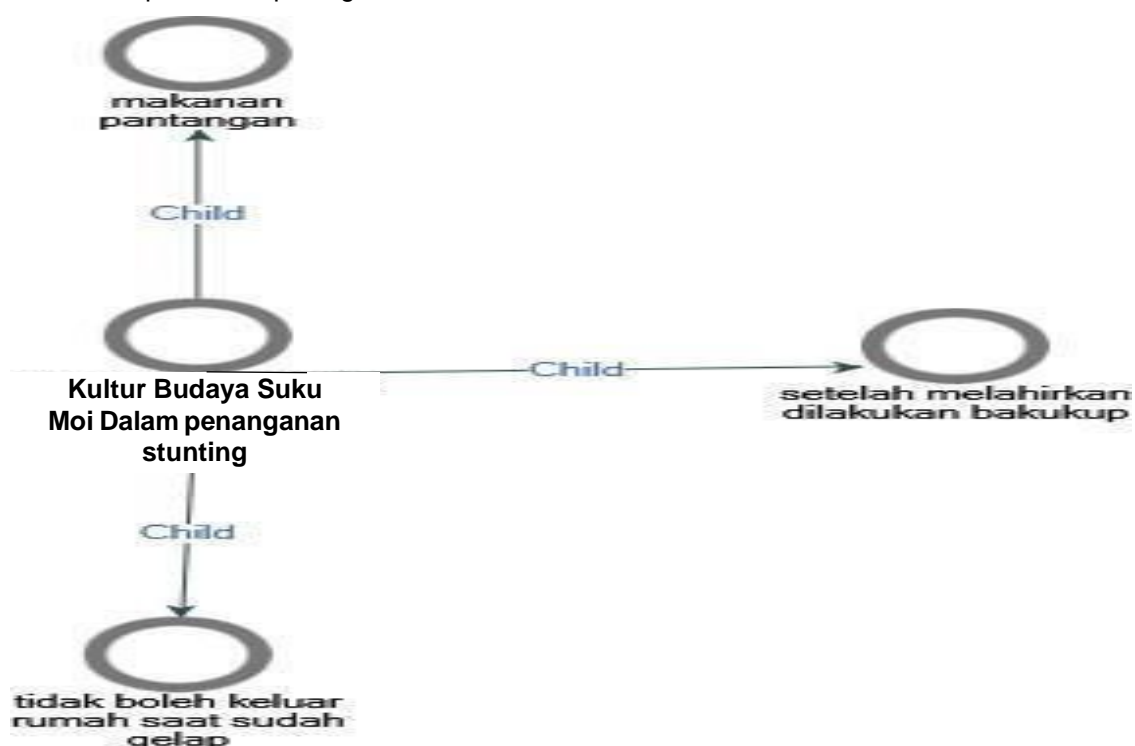 makanan
pantangan
Child
Kultur Budaya Suku
Moi Dalam penanganan
stunting
Child
setelah melahirkan
dilakukan bakukup
Child
tidak boleh keluar
rumah saat sudah
gelap